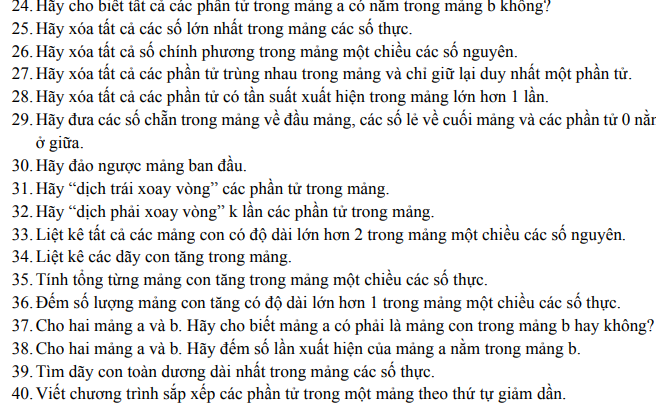 24. Hãy cho biết tất cả các phần tử trong mảng a có nằm trong mảng b không?
25. Hãy xóa tất cả các số lớn nhất trong mảng các số thực.
26. Hãy xóa tất cả số chính phương trong mảng một chiều các số nguyên.
27. Hãy xóa tất cả các phần tử trùng nhau trong mảng và chỉ giữ lại duy nhất một phần tử.
28. Hãy xóa tất cả các phần tử có tần suất xuất hiện trong mảng lớn hơn 1 lần.
29. Hãy đưa các số chẵn trong mảng về đầu mảng, các số lẻ về cuối mảng và các phần tử 0
ở giữa.
30. Hãy đảo ngược mảng ban đầu.
31. Hãy “dịch trái xoay vòng” các phần tử trong mảng.
32. Hãy “dịch phải xoay vòng” k lần các phần tử trong mảng.
33. Liệt kê tất cả các mảng con có độ dài lớn hơn 2 trong mảng một chiều các số nguyên.
34. Liệt kê các dãy con tăng trong mảng.
35. Tính tổng từng mảng con tăng trong mảng một chiều các số thực.
36. Đếm số lượng mảng con tăng có độ dài lớn hơn 1 trong mảng một chiều các số thực.
37. Cho hai mảng a và b. Hãy cho biết mảng a có phải là mảng con trong mảng b hay không?
38. Cho hai mảng a và b. Hãy đếm số lần xuất hiện của mảng a nằm trong mảng b.
39. Tìm dãy con toàn dương dài nhất trong mảng các số thực.
40. Viết chương trình sắp xếp các phần tử trong một mảng theo thứ tự giảm dần.